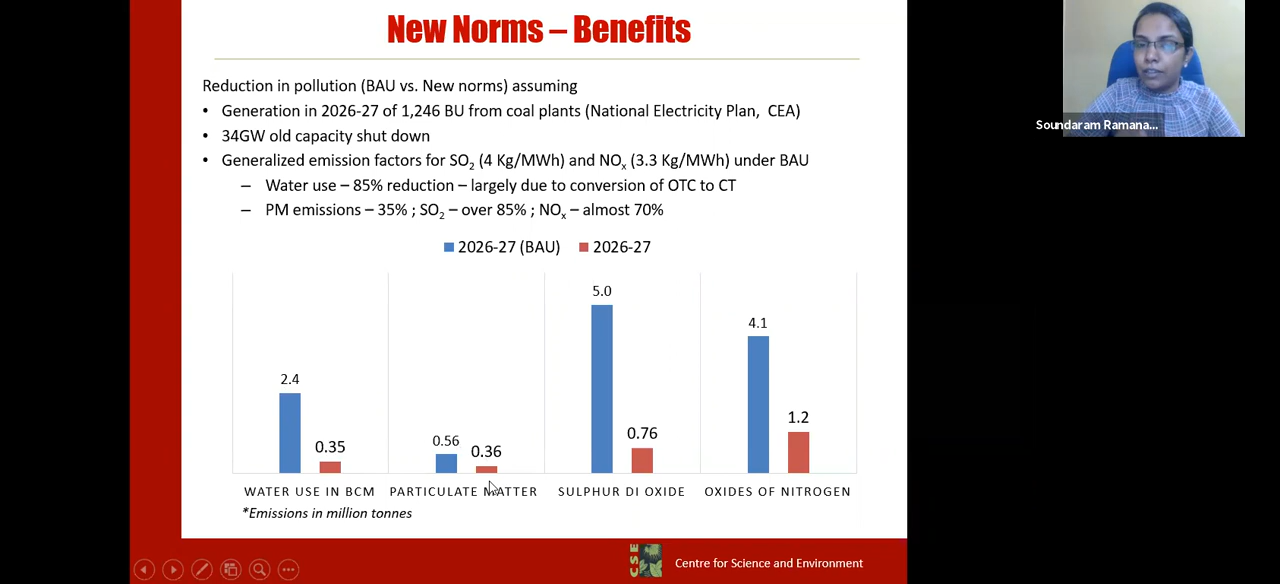 New Norms – Benefits
Reduction in pollution (BAU vs. New norms) assuming
• Generation in 2026-27 of 1,246 BU from coal plants (National Electricity Plan, CEA)
• 34GW old capacity shut down
• Generalized emission factors for SO2 (4 Kg/MWh) and NOx (3.3 Kg/MWh) under BAU
– Water use – 85% reduction – largely due to conversion of OTC to CT
– PM emissions – 35% ; SO2 – over 85% ; NOx – almost 70%
2026-27 (BAU) 2026-27
2.4 0.35 0.56 0.36 5.0 0.76 4.1 1.2
WATER USE IN BCM PARTICULATE MATTER SULPHUR DI OXIDE OXIDES OF NITROGEN
*Emissions in million tonnes
CSE
Centre for Science and Environment
Soundaram Ramana...